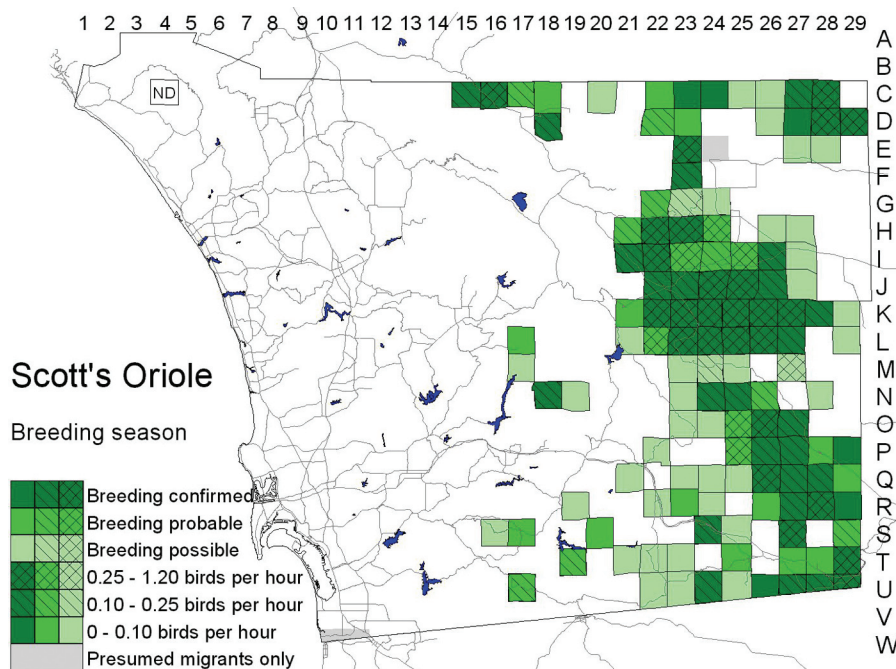 1 2 3 4 5 6 7 8 9 10 11 12 13 14 15 16 17 18 19 20 21 22 23 24 25 26 27 28 29
A
B
C
D
E
F
G
H
I
J
K
L
M
N
O
P
Q
R
S
T
U
V
W
ND
Scott's Oriole
Breeding season
Breeding confirmed
Breeding probable
Breeding possible
0.25 - 1.20 birds per hour
0.10 - 0.25 birds per hour
0 - 0.10 birds per hour
Presumed migrants only